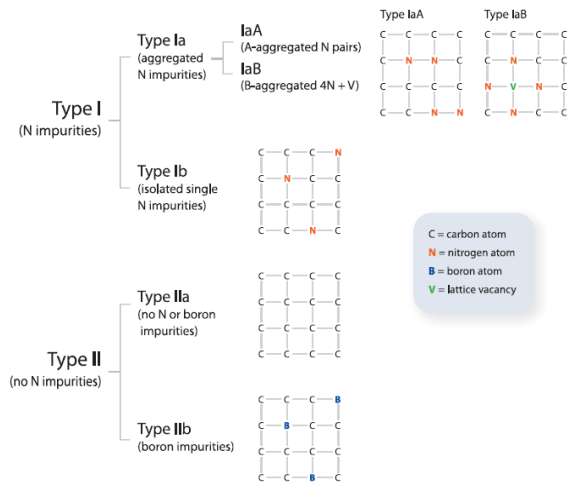 Type IaA
Type IaB
IaA
(A-aggregated N pairs)
Type Ia
(aggregated
N impurities)
IaB
(B-aggregated 4N + V)
C C C C
C N N C
C C C C
C C N N
C C C C
C C N C
N V N C
C N C C
Type I
(N impurities)
Type Ib
(isolated single
N impurities)
C C C N
C N C C
C C C C
C C N C
C = carbon atom
N = nitrogen atom
B = boron atom
V = lattice vacancy
Type IIa
(no N or boron
impurities)
C C C C
C C C C
C C C C
C C C C
Type II
(no N impurities)
Type IIb
(boron impurities)
C C C B
C B C C
C C C C
C C B C